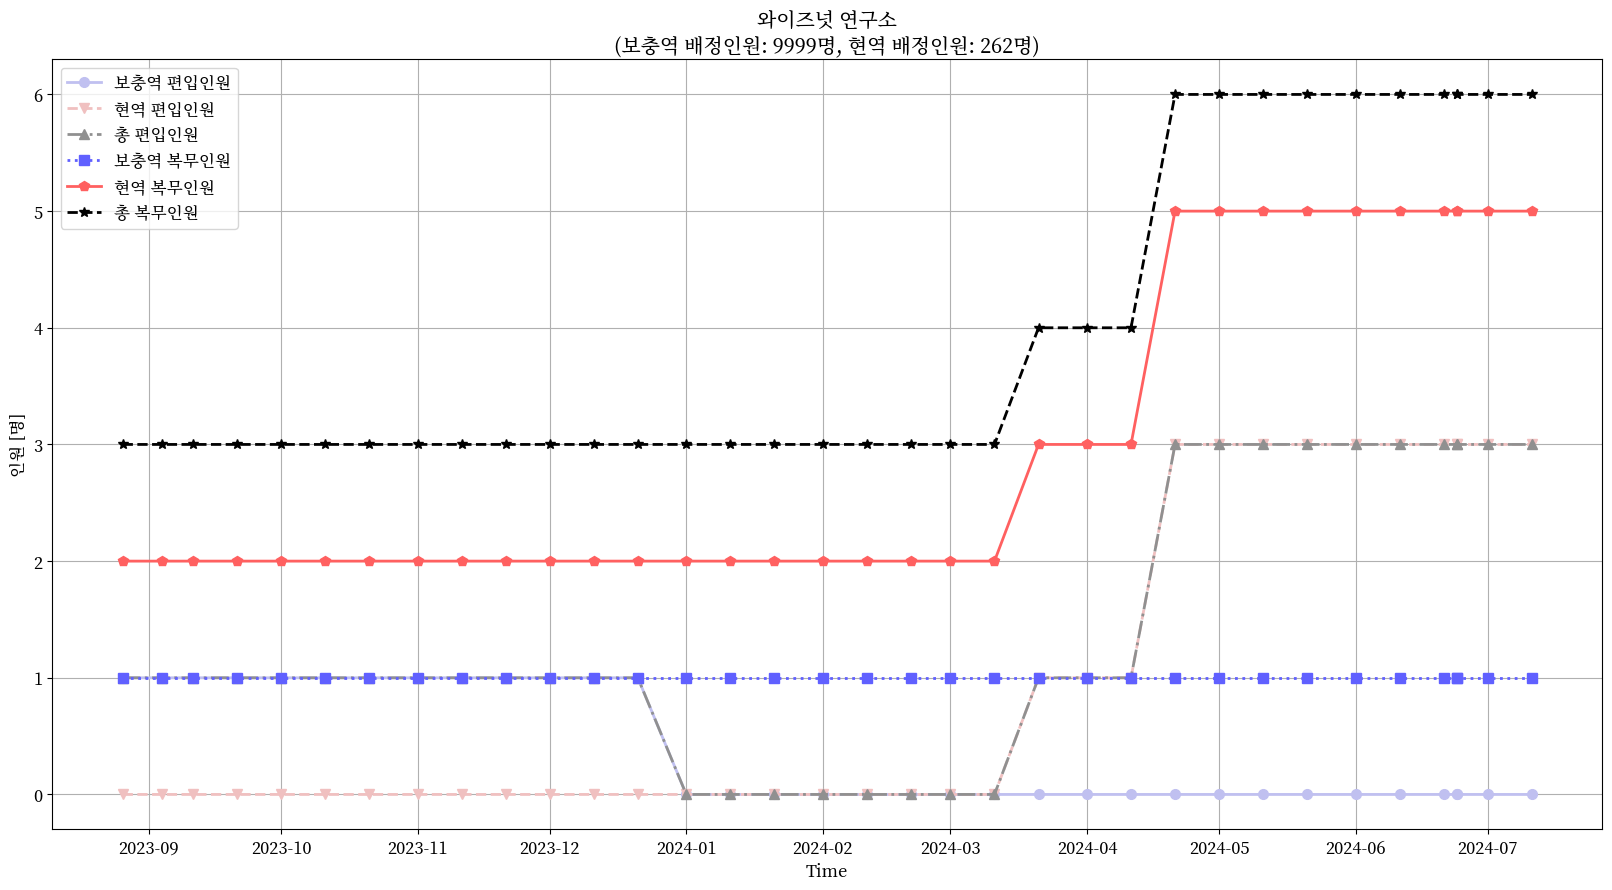 와이즈넛 연구소
(보충역 배정인원: 9999명, 현역 배정인원: 262명)
보충역 편입인원
현역 편입인원
총 편입인원
보충역 복무인원
현역 복무인원
총 복무인원
인원 [명]
6
5
4
3
2
1
0
2023-09 2023-10 2023-11 2023-12 2024-01 2024-02 2024-03 2024-04 2024-05 2024-06 2024-07
Time